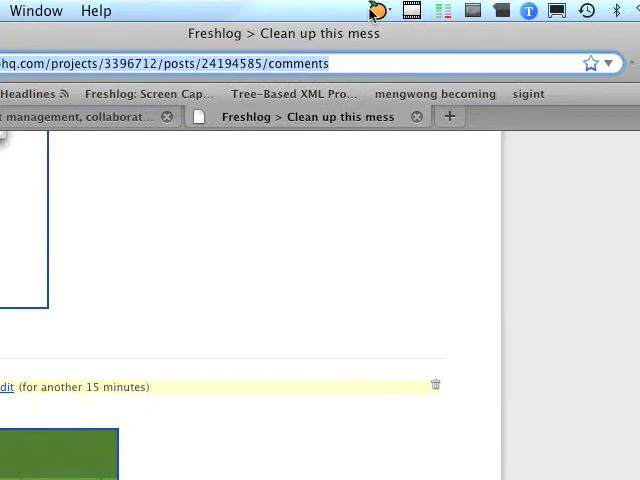 Window Help
Freshlog > Clean up this mess
hq.com/projects/3396712/posts/24194585/comments
Headlines Freshlog: Screen Cap... Tree-Based XML Pro... mengwong becoming sigint
t management, collaborat... Freshlog > Clean up this mess +
dit (for another 15 minutes)